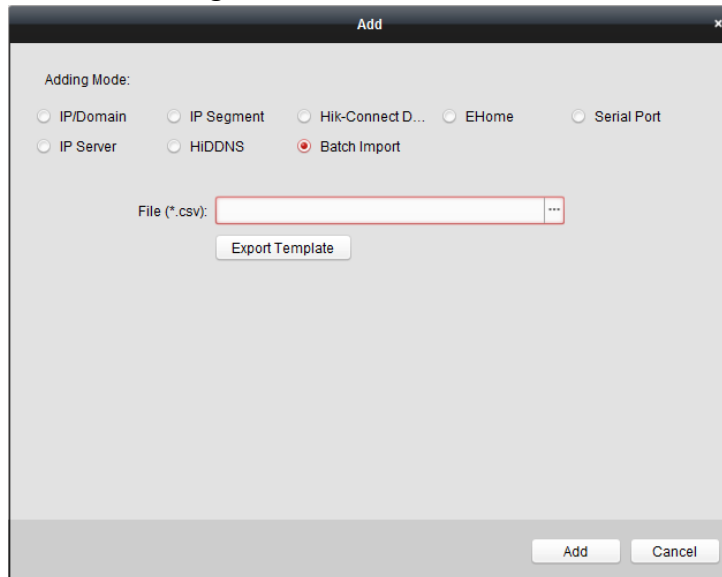 Add
Adding Mode:
IP/Domain IP Segment Hik-Connect D... EHome Serial Port
IP Server HiDDNS Batch Import
File (*.csv): ...
Export Template
Add Cancel